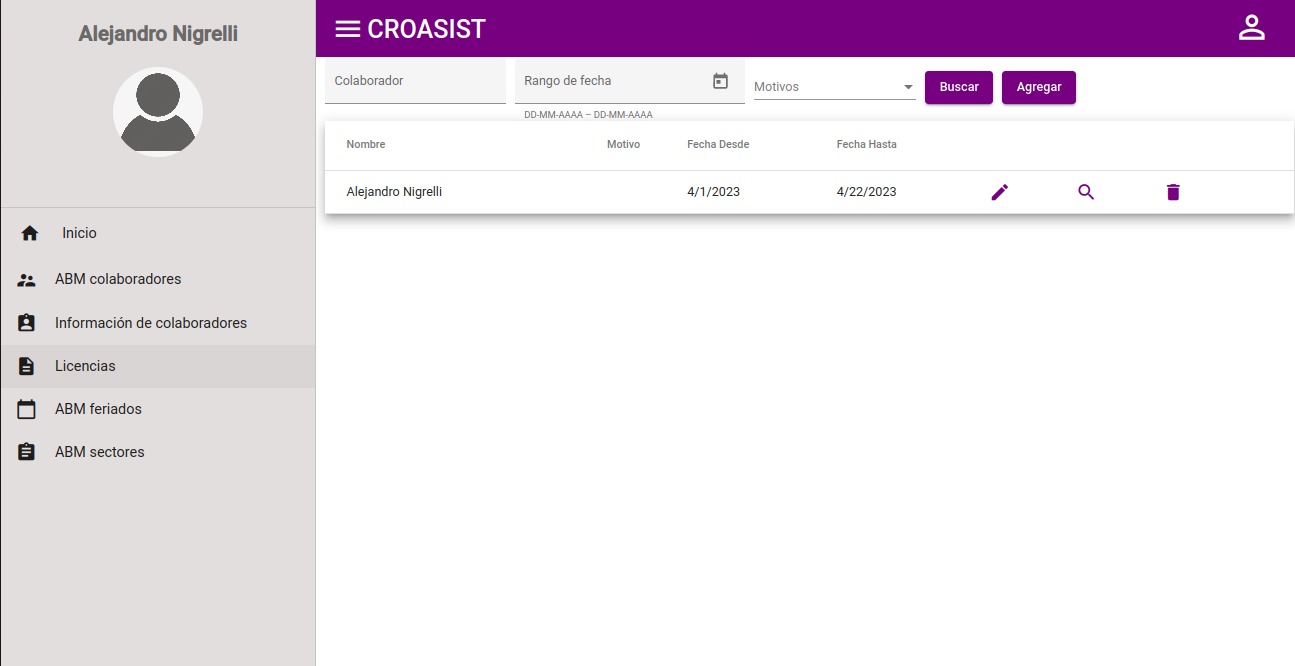 Alejandro Nigrelli
Inicio
ABM colaboradores
Información de colaboradores
Licencias
ABM feriados
ABM sectores
CROASIST
Colaborador
Rango de fecha
DD-MM-AAAA – DD-MM-AAAA
Motivos
Buscar
Agregar
Nombre Motivo Fecha Desde Fecha Hasta
Alejandro Nigrelli 4/1/2023 4/22/2023